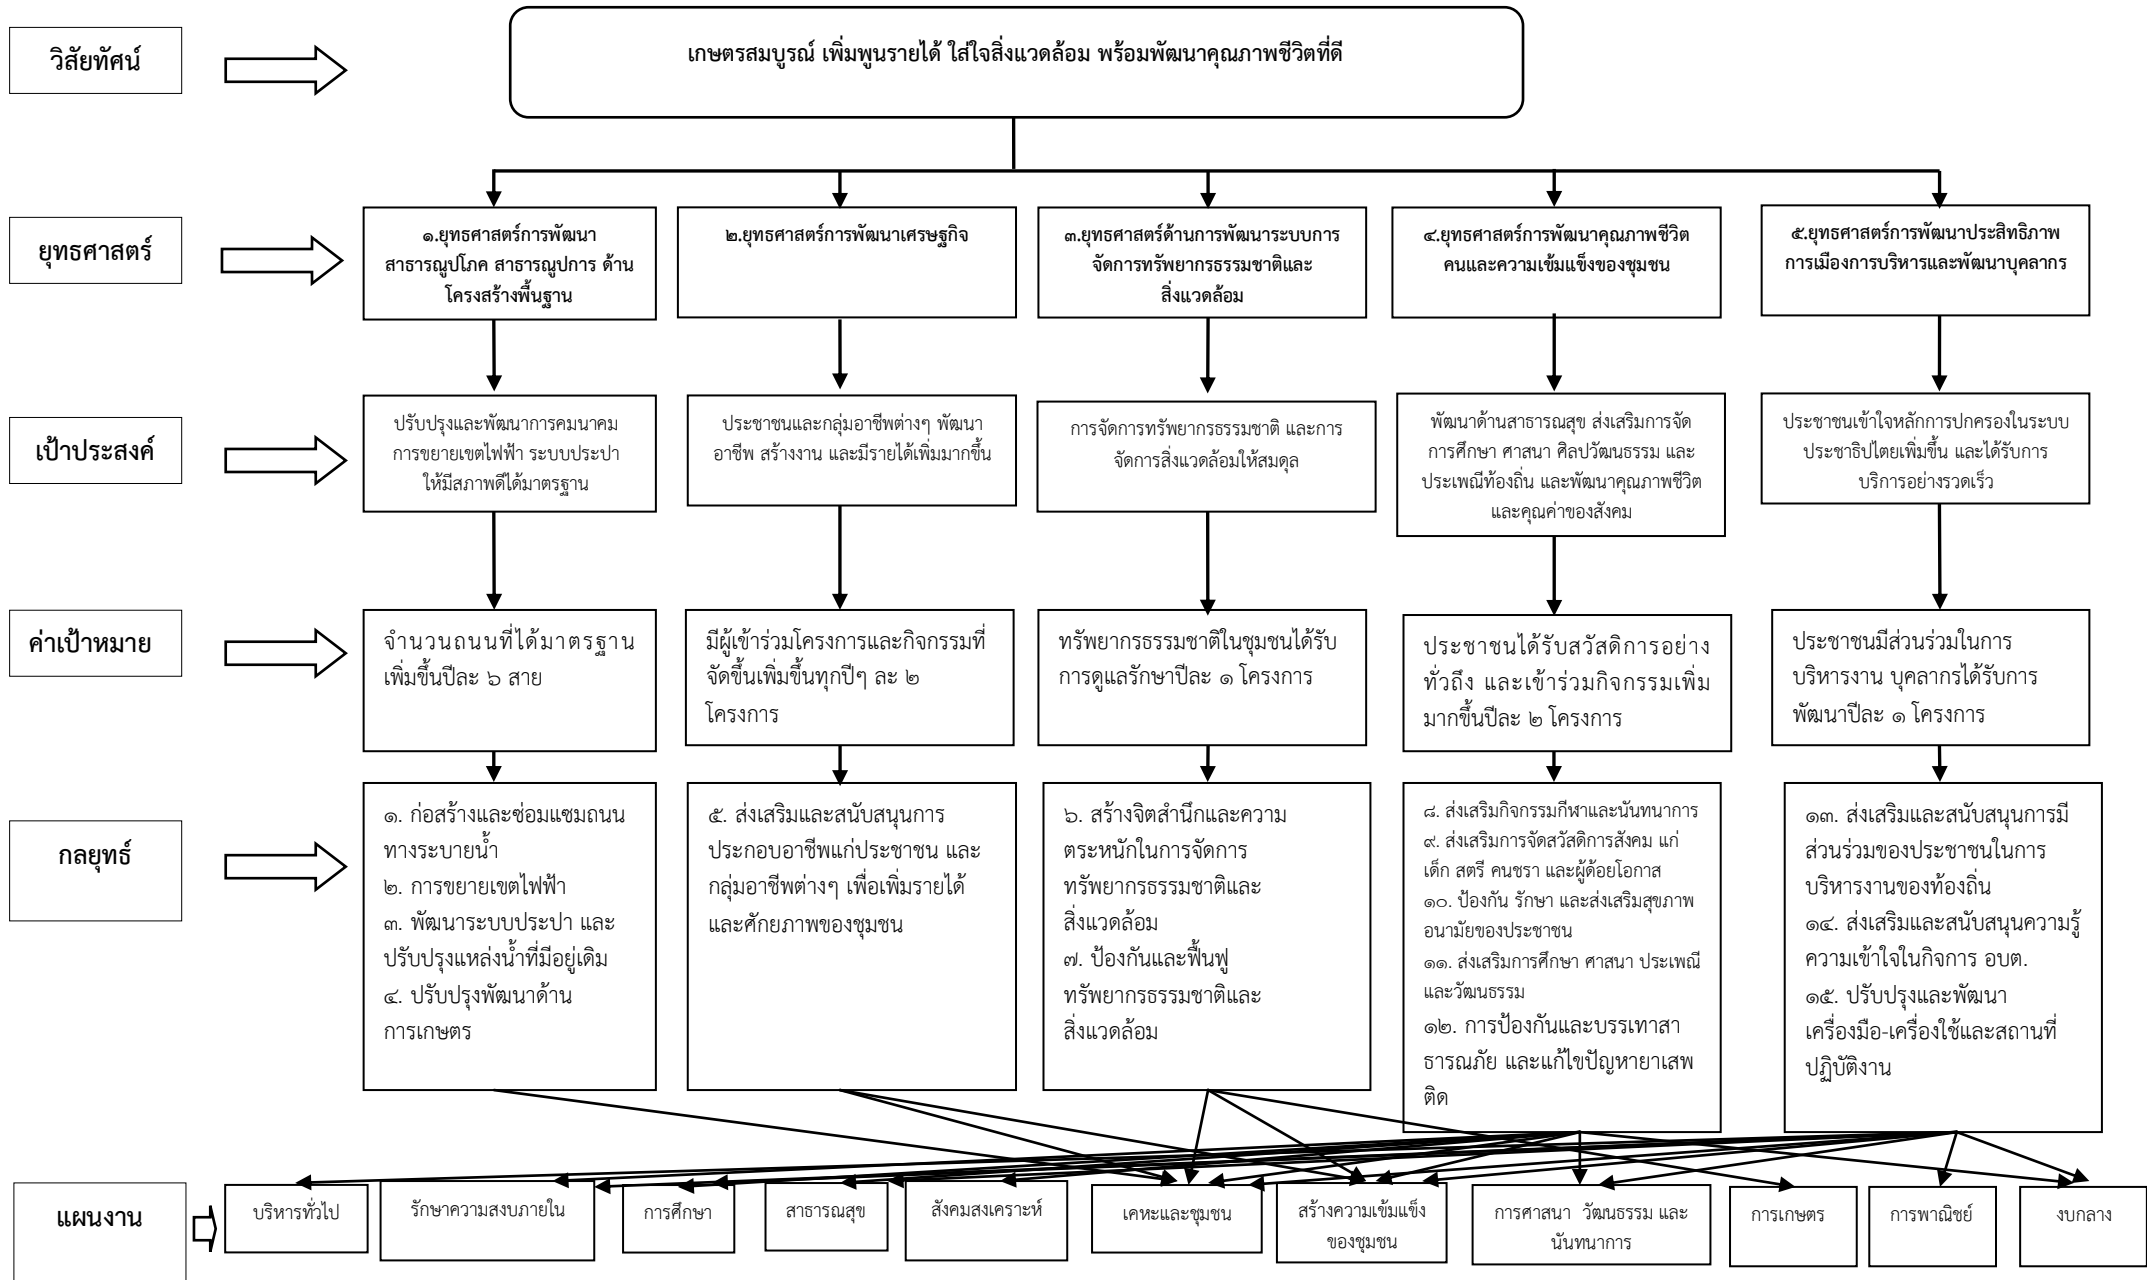 วิสัยทัศน์
เกษตรสมบูรณ์ เพิ่มพูนรายได้ ใส่ใจสิ่งแวดล้อม พร้อมพัฒนาคุณภาพชีวิตที่ดี
ยุทธศาสตร์
๑.ยุทธศาสตร์การพัฒนา
สาธารณูปโภค สาธารณูปการ ด้าน
โครงสร้างพื้นฐาน
๒.ยุทธศาสตร์การพัฒนาเศรษฐกิจ
๓.ยุทธศาสตร์ด้านการพัฒนาระบบการ
จัดการทรัพยากรธรรมชาติและ
สิ่งแวดล้อม
๔.ยุทธศาสตร์การพัฒนาคุณภาพชีวิต
คนและความเข้มแข็งของชุมชน
๕.ยุทธศาสตร์การพัฒนาประสิทธิภาพ
การเมืองการบริหารและพัฒนาบุคลากร
เป้าประสงค์
ปรับปรุงและพัฒนาการคมนาคม
การขยายเขตไฟฟ้า ระบบประปา
ให้มีสภาพดีได้มาตรฐาน
ประชาชนและกลุ่มอาชีพต่างๆ พัฒนา
อาชีพ สร้างงาน และมีรายได้เพิ่มมากขึ้น
การจัดการทรัพยากรธรรมชาติ และการ
จัดการสิ่งแวดล้อมให้สมดุล
พัฒนาด้านสาธารณสุข ส่งเสริมการจัด
การศึกษา ศาสนา ศิลปวัฒนธรรม และ
ประเพณีท้องถิ่น และพัฒนาคุณภาพชีวิต
และคุณค่าของสังคม
ประชาชนเข้าใจหลักการปกครองในระบบ
ประชาธิปไตยเพิ่มขึ้น และได้รับการ
บริการอย่างรวดเร็ว
ค่าเป้าหมาย
จำนวนถนนที่ได้มาตรฐาน
เพิ่มขึ้นปีละ ๖ สาย
มีผู้เข้าร่วมโครงการและกิจกรรมที่
จัดขึ้นเพิ่มขึ้นทุกปีๆ ละ ๒
โครงการ
ทรัพยากรธรรมชาติในชุมชนได้รับ
การดูแลรักษาปีละ ๑ โครงการ
ประชาชนได้รับสวัสดิการอย่าง
ทั่วถึง และเข้าร่วมกิจกรรมเพิ่ม
มากขึ้นปีละ ๒ โครงการ
ประชาชนมีส่วนร่วมในการ
บริหารงาน บุคลากรได้รับการ
พัฒนาปีละ ๑ โครงการ
กลยุทธ์
๑. ก่อสร้างและซ่อมแซมถนน
ทางระบายน้ำ
๒. การขยายเขตไฟฟ้า
๓. พัฒนาระบบประปา และ
ปรับปรุงแหล่งน้ำที่มีอยู่เดิม
๔. ปรับปรุงพัฒนาด้าน
การเกษตร
๕. ส่งเสริมและสนับสนุนการ
ประกอบอาชีพแก่ประชาชน และ
กลุ่มอาชีพต่างๆ เพื่อเพิ่มรายได้
และศักยภาพของชุมชน
๖. สร้างจิตสำนึกและความ
ตระหนักในการจัดการ
ทรัพยากรธรรมชาติและ
สิ่งแวดล้อม
๗. ป้องกันและฟื้นฟู
ทรัพยากรธรรมชาติและ
สิ่งแวดล้อม
๘. ส่งเสริมกิจกรรมกีฬาและนันทนาการ
๙. ส่งเสริมการจัดสวัสดิการสังคม แก่
เด็ก สตรี คนชรา และผู้ด้อยโอกาส
๑๐. ป้องกัน รักษา และส่งเสริมสุขภาพ
อนามัยของประชาชน
๑๑. ส่งเสริมการศึกษา ศาสนา ประเพณี
และวัฒนธรรม
๑๒. การป้องกันและบรรเทาสา
ธารณภัย และแก้ไขปัญหายาเสพ
ติด
๑๓. ส่งเสริมและสนับสนุนการมี
ส่วนร่วมของประชาชนในการ
บริหารงานของท้องถิ่น
๑๔. ส่งเสริมและสนับสนุนความรู้
ความเข้าใจในกิจการ อบต.
๑๕. ปรับปรุงและพัฒนา
เครื่องมือ-เครื่องใช้และสถานที่
ปฏิบัติงาน
แผนงาน
บริหารทั่วไป
รักษาความสงบภายใน
การศึกษา
สาธารณสุข
สังคมสงเคราะห์
เคหะและชุมชน
สร้างความเข้มแข็ง
ของชุมชน
การศาสนา วัฒนธรรม และ
นันทนาการ
การเกษตร
การพาณิชย์
งบกลาง